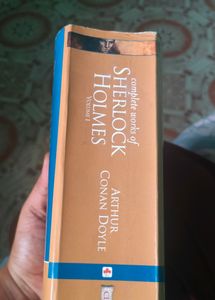 complete works of
SHERLOCK
HOLMES
VOLUME I
ARTHUR
CONAN DOYLE